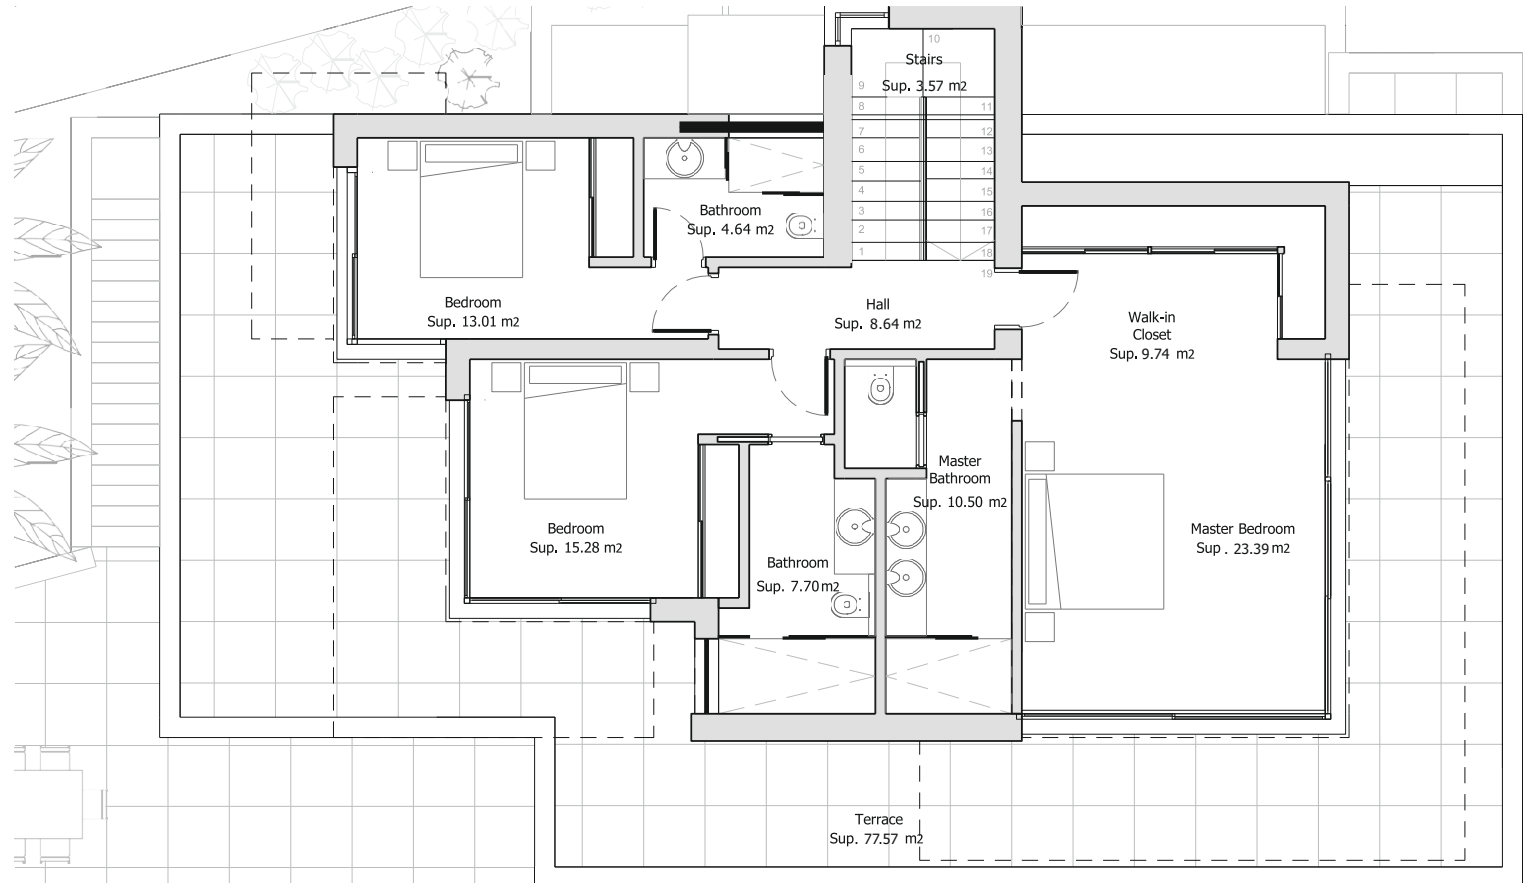 10
Stairs
Sup. 3.57 m2
9
8
11
7
12
6
13
5
14
4
15
3
16
2
17
1
18
19
Bathroom
Sup. 4.64 m2
Bedroom
Sup. 13.01 m2
Hall
Sup. 8.64 m2
Walk-in
Closet
Sup. 9.74 m2
Master
Bathroom
Sup. 10.50 m2
Bedroom
Sup. 15.28 m2
Master Bedroom
Sup . 23.39 m2
Bathroom
Sup. 7.70 m2
Terrace
Sup. 77.57 m2